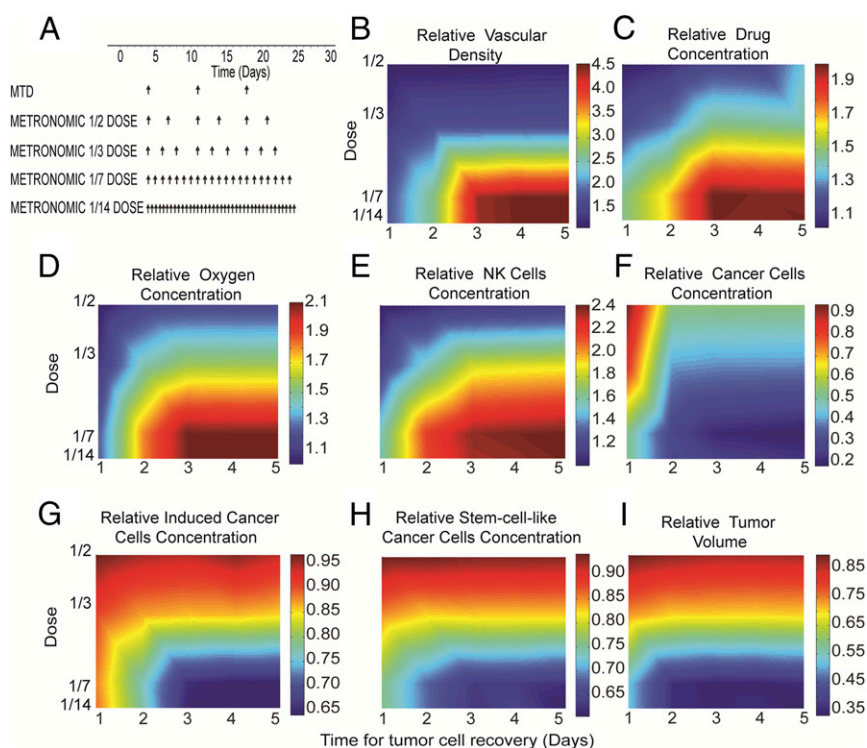 A
0 5 10 15 20 25 30
Time (Days)
MTD
METRONOMIC 1/2 DOSE
METRONOMIC 1/3 DOSE
METRONOMIC 1/7 DOSE
METRONOMIC 1/14 DOSE
B
Relative Vascular
Density
Dose
1/2
1/3
1/7
1/14
1 2 3 4 5
4.5
4.0
3.5
3.0
2.5
2.0
1.5
C
Relative Drug
Concentration
1 2 3 4 5
1.9
1.7
1.5
1.3
1.1
D
Relative Oxygen
Concentration
Dose
1/2
1/3
1/7
1/14
1 2 3 4 5
2.1
1.9
1.7
1.5
1.3
1.1
E
Relative NK Cells
Concentration
1 2 3 4 5
2.4
2.2
2.0
1.8
1.6
1.4
1.2
F
Relative Cancer Cells
Concentration
1 2 3 4 5
0.9
0.8
0.7
0.6
0.5
0.4
0.3
0.2
G
Relative Induced Cancer
Cells Concentration
Dose
1/2
1/3
1/7
1/14
1 2 3 4 5
0.95
0.90
0.85
0.80
0.75
0.70
0.65
H
Relative Stem-cell-like
Cancer Cells Concentration
1 2 3 4 5
0.90
0.85
0.80
0.75
0.70
0.65
I
Relative Tumor
Volume
1 2 3 4 5
0.85
0.75
0.65
0.55
0.45
0.35
Time for tumor cell recovery (Days)